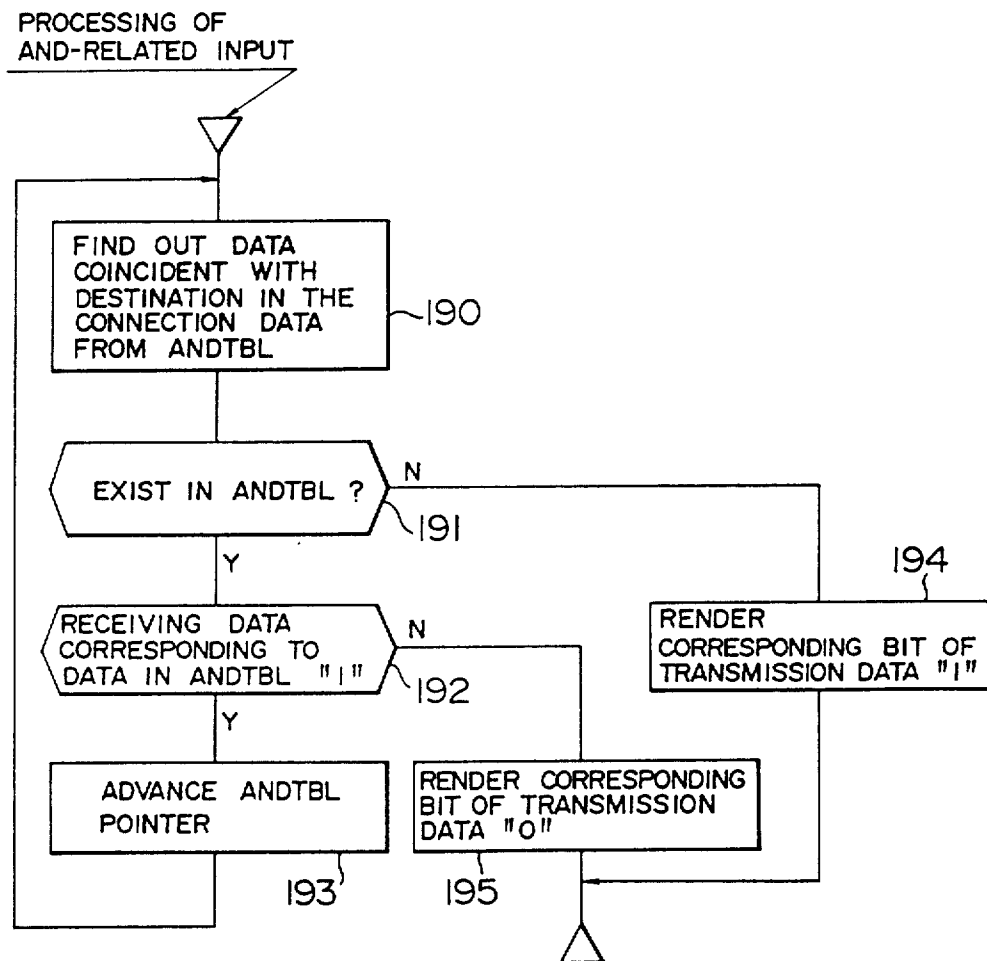 PROCESSING OF
AND-RELATED INPUT
FIND OUT DATA
COINCIDENT WITH
DESTINATION IN THE
CONNECTION DATA
FROM ANDTBL
190
EXIST IN ANDTBL ?
N
191
Y
194
RECEIVING DATA
CORRESPONDING TO
DATA IN ANDTBL "1"
N
192
RENDER
CORRESPONDING BIT OF
TRANSMISSION DATA "1"
Y
ADVANCE ANDTBL
POINTER
193
RENDER CORRESPONDING
BIT OF TRANSMISSION
DATA "0"
195